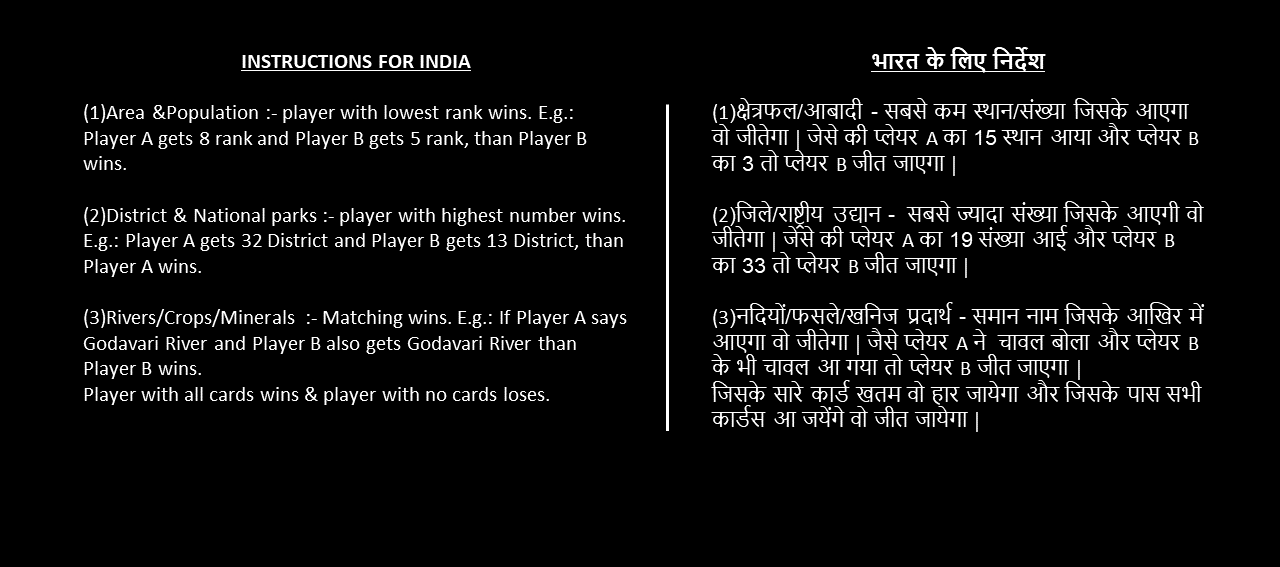 INSTRUCTIONS FOR INDIA
(1)Area &Population :- player with lowest rank wins. E.g.:
Player A gets 8 rank and Player B gets 5 rank, than Player B
wins.
(2)District & National parks :- player with highest number wins.
E.g.: Player A gets 32 District and Player B gets 13 District, than
Player A wins.
(3)Rivers/Crops/Minerals :- Matching wins. E.g.: If Player A says
Godavari River and Player B also gets Godavari River than
Player B wins.
Player with all cards wins & player with no cards loses.
भारत के लिए निर्देश
(1)क्षेत्रफल/आबादी - सबसे कम स्थान/संख्या जिसके आएगा
वो जीतेगा | जेसे की प्लेयर A का 15 स्थान आया और प्लेयर B
का 3 तो प्लेयर B जीत जाएगा |
(2)जिले/राष्ट्रीय उद्यान - सबसे ज्यादा संख्या जिसके आएगी वो
जीतेगा | जेसे की प्लेयर A का 19 संख्या आई और प्लेयर B
का 33 तो प्लेयर B जीत जाएगा |
(3)नदियों/फसले/खनिज प्रदार्थ - समान नाम जिसके आखिर में
आएगा वो जीतेगा | जैसे प्लेयर A ने चावल बोला और प्लेयर B
के भी चावल आ गया तो प्लेयर B जीत जाएगा |
जिसके सारे कार्ड खतम वो हार जायेगा और जिसके पास सभी
कार्डस आ जयेंगे वो जीत जायेगा |